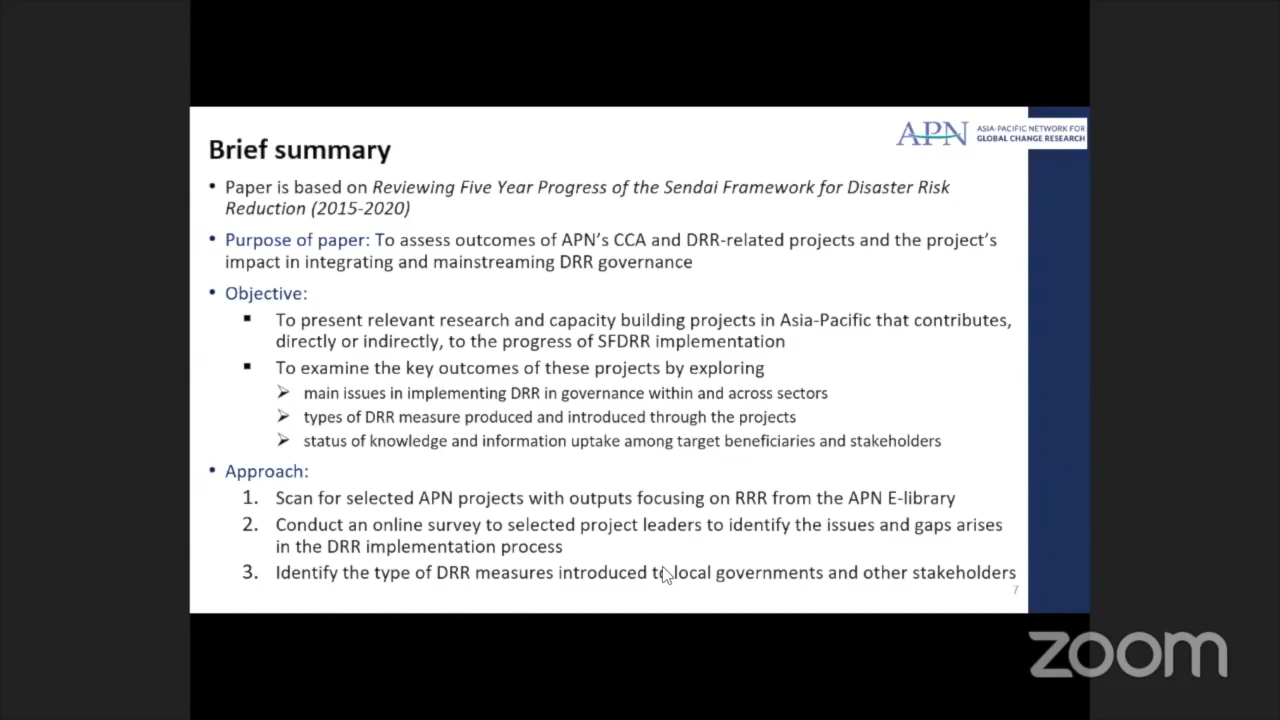 APN ASIA-PACIFIC NETWORK FOR
GLOBAL CHANGE RESEARCH
Brief summary
• Paper is based on Reviewing Five Year Progress of the Sendai Framework for Disaster Risk
Reduction (2015-2020)
• Purpose of paper: To assess outcomes of APN's CCA and DRR-related projects and the project's
impact in integrating and mainstreaming DRR governance
• Objective:
▪ To present relevant research and capacity building projects in Asia-Pacific that contributes,
directly or indirectly, to the progress of SFDRR implementation
▪ To examine the key outcomes of these projects by exploring
➢ main issues in implementing DRR in governance within and across sectors
➢ types of DRR measure produced and introduced through the projects
➢ status of knowledge and information uptake among target beneficiaries and stakeholders
• Approach:
1. Scan for selected APN projects with outputs focusing on RRR from the APN E-library
2. Conduct an online survey to selected project leaders to identify the issues and gaps arises
in the DRR implementation process
3. Identify the type of DRR measures introduced to local governments and other stakeholders
7
zoom